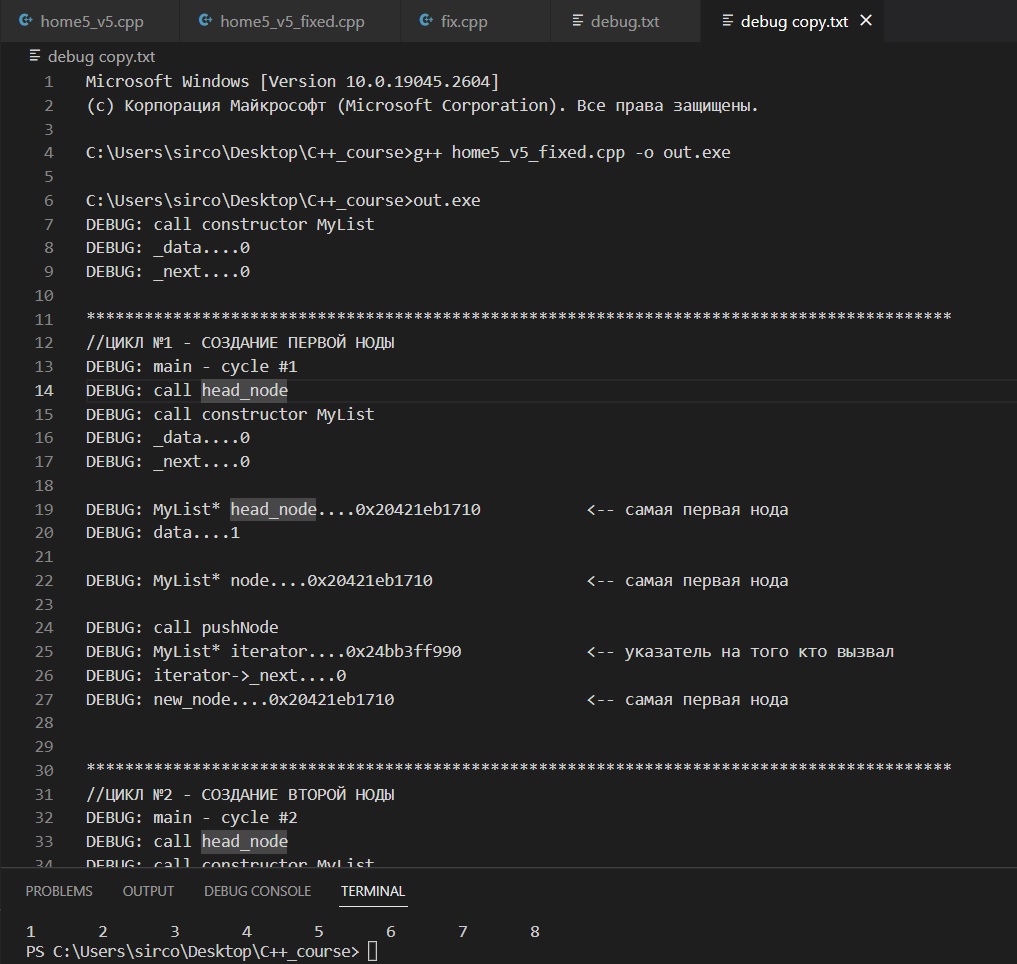 home5_v5.cpp home5_v5_fixed.cpp fix.cpp debug.txt debug copy.txt
debug copy.txt
1 Microsoft Windows [Version 10.0.19045.2604]
2 (c) Корпорация Майкрософт (Microsoft Corporation). Все права защищены.
3
4 C:\Users\sirco\Desktop\C++_course>g++ home5_v5_fixed.cpp -o out.exe
5
6 C:\Users\sirco\Desktop\C++_course>out.exe
7 DEBUG: call constructor MyList
8 DEBUG: _data....0
9 DEBUG: _next....0
10
11 ******************************************************************************************
12 //ЦИКЛ №1 - СОЗДАНИЕ ПЕРВОЙ НОДЫ
13 DEBUG: main - cycle #1
14 DEBUG: call head_node
15 DEBUG: call constructor MyList
16 DEBUG: _data....0
17 DEBUG: _next....0
18
19 DEBUG: MyList* head_node....0x20421eb1710 <-- самая первая нода
20 DEBUG: data....1
21
22 DEBUG: MyList* node....0x20421eb1710 <-- самая первая нода
23
24 DEBUG: call pushNode
25 DEBUG: MyList* iterator....0x24bb3ff990 <-- указатель на того кто вызвал
26 DEBUG: iterator->_next....0
27 DEBUG: new_node....0x20421eb1710 <-- самая первая нода
28
29
30 ******************************************************************************************
31 //ЦИКЛ №2 - СОЗДАНИЕ ВТОРОЙ НОДЫ
32 DEBUG: main - cycle #2
33 DEBUG: call head_node
34 DEBUG: call constructor MyList
PROBLEMS OUTPUT DEBUG CONSOLE TERMINAL
1 2 3 4 5 6 7 8
PS C:\Users\sirco\Desktop\C++_course>